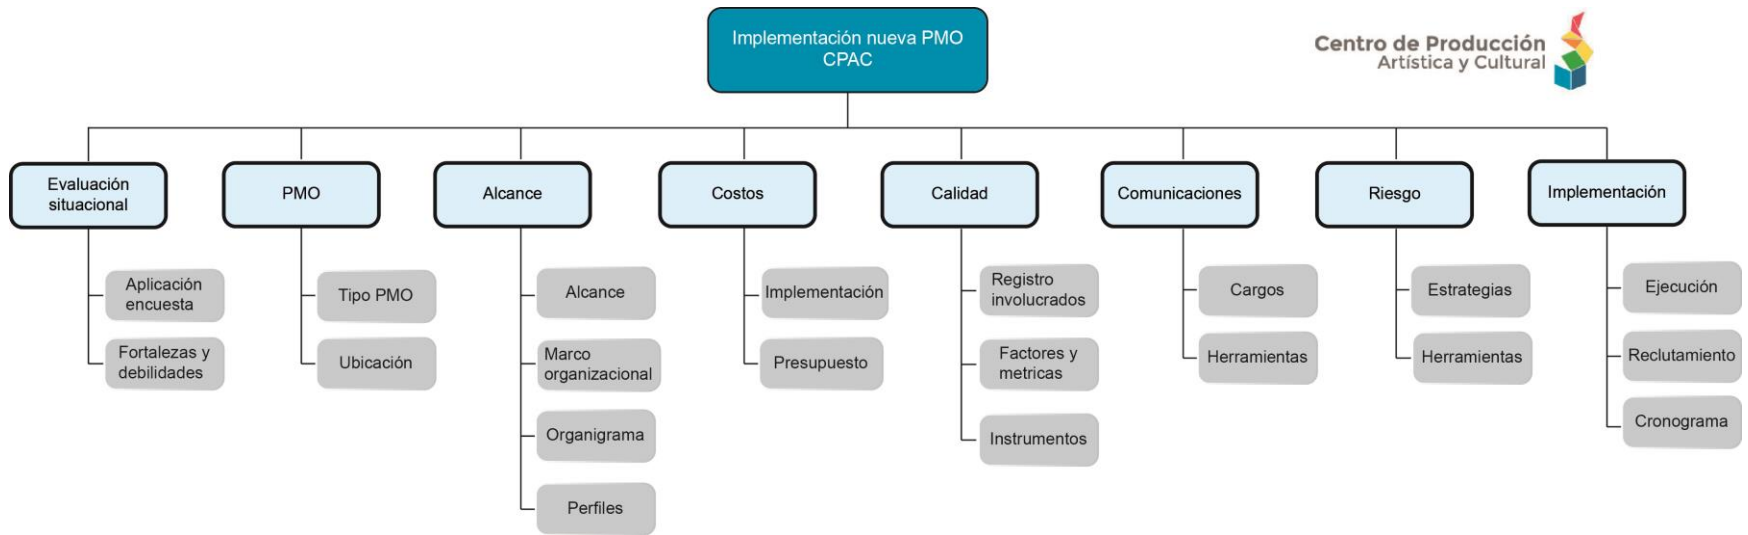 Implementación nueva PMO
CPAC
Centro de Producción
Artística y Cultural
Evaluación
situacional
PMO
Alcance
Costos
Calidad
Comunicaciones
Riesgo
Implementación
Aplicación
encuesta
Fortalezas y
debilidades
Tipo PMO
Ubicación
Alcance
Marco
organizacional
Organigrama
Perfiles
Implementación
Presupuesto
Registro
involucrados
Factores y
metricas
Instrumentos
Cargos
Herramientas
Estrategias
Herramientas
Ejecución
Reclutamiento
Cronograma